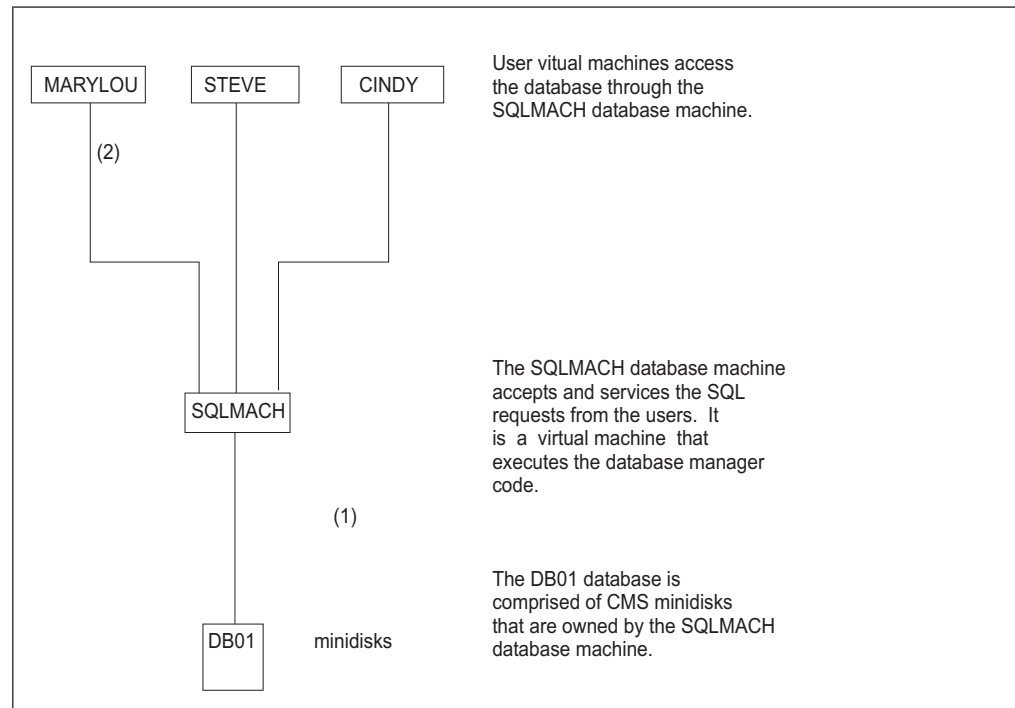 MARYLOU
STEVE
CINDY
User vitual machines access
the database through the
SQLMACH database machine.
(2)
SQLMACH
The SQLMACH database machine
accepts and services the SQL
requests from the users. It
is a virtual machine that
executes the database manager
code.
(1)
DB01
minidisks
The DB01 database is
comprised of CMS minidisks
that are owned by the SQLMACH
database machine.